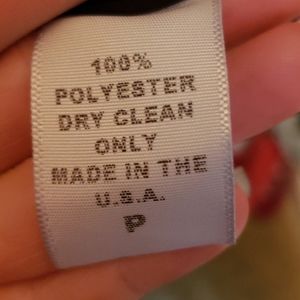 100%
POLYESTER
DRY CLEAN
ONLY
MADE IN THE
U.S.A.
P